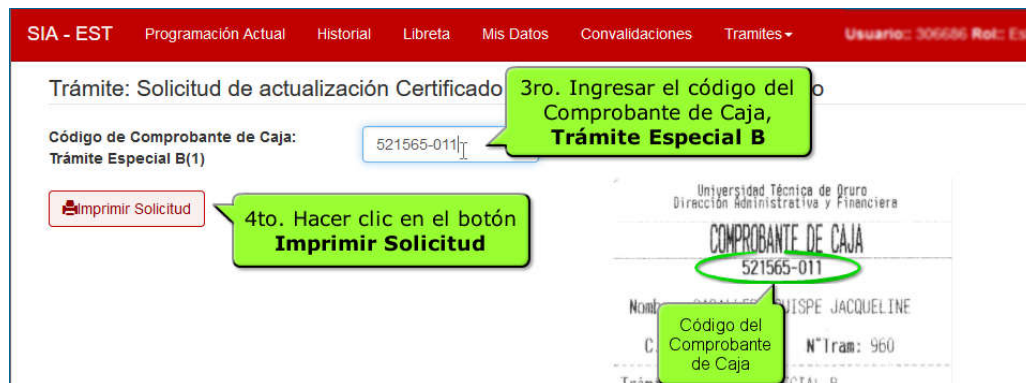 SIA - EST Programación Actual Historial Libreta Mis Datos Convalidaciones Tramites Usuario:: 306686 Rol::
Trámite: Solicitud de actualización Certificado
3ro. Ingresar el código del
Comprobante de Caja,
Trámite Especial B
Código de Comprobante de Caja:
Trámite Especial B(1)
521565-011
Imprimir Solicitud
4to. Hacer clic en el botón
Imprimir Solicitud
Universidad Técnica de Oruro
Dirección Administrativa y Financiera
COMPROBANTE DE CAJA
521565-011
JACQUELINE
Código del
Comprobante
de Caja
N°Tram: 960